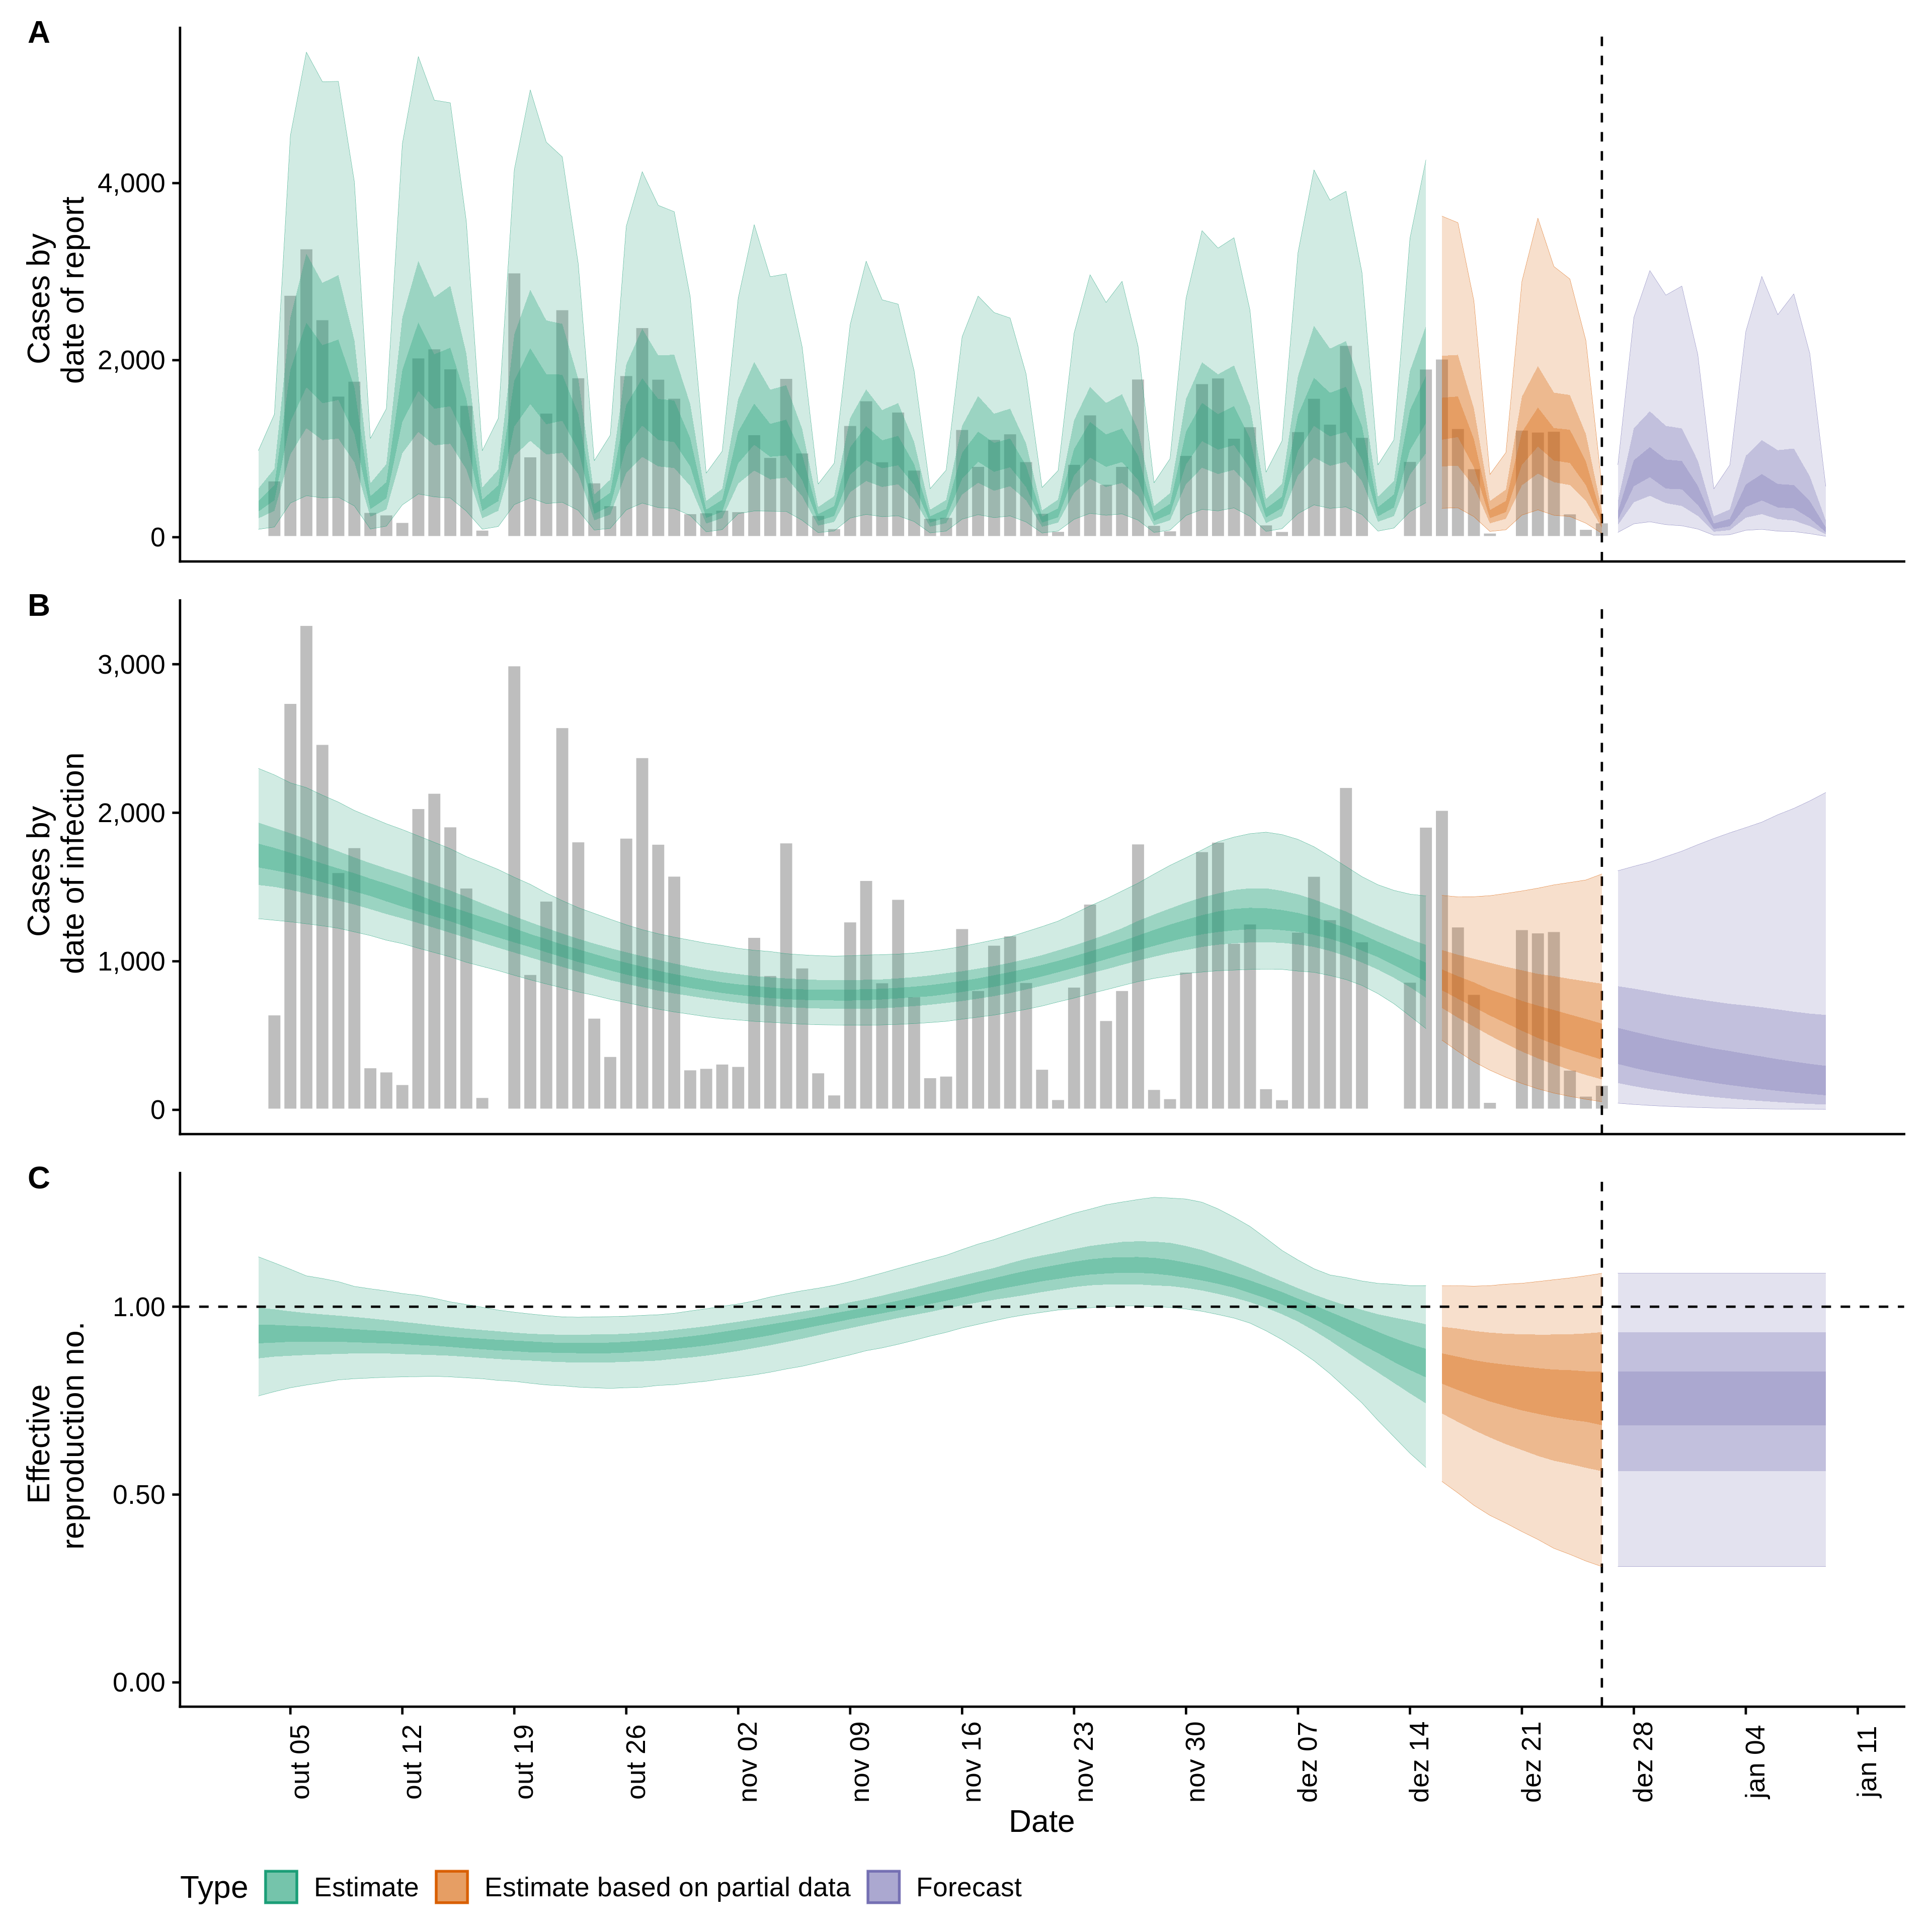 A
Cases by
date of report
4,000
2,000
0
B
Cases by
date of infection
3,000
2,000
1,000
0
C
Effective
reproduction no.
1.00
0.50
0.00
out 05
out 12
out 19
out 26
nov 02
nov 09
nov 16
nov 23
nov 30
dez 07
dez 14
dez 21
dez 28
jan 04
jan 11
Date
Type Estimate Estimate based on partial data Forecast